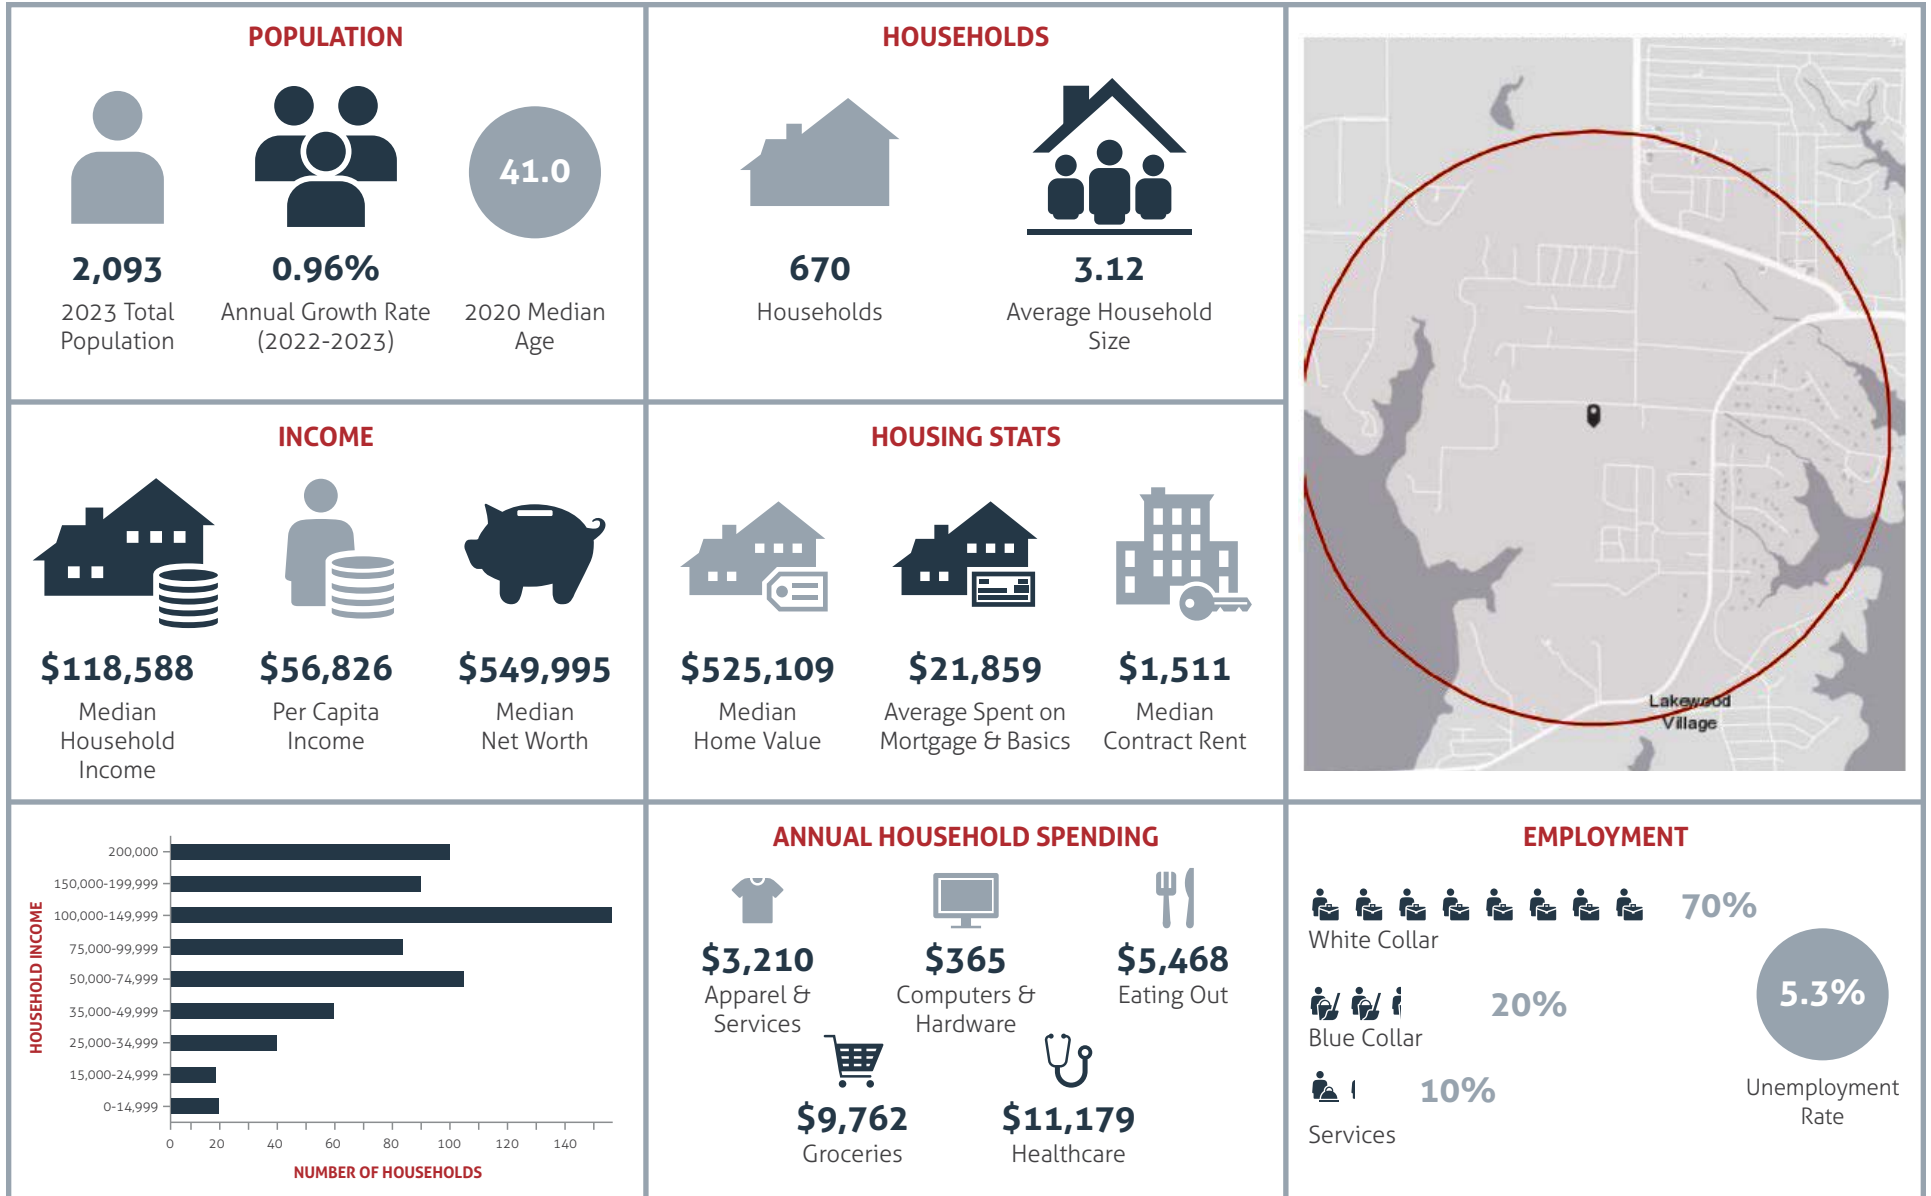 POPULATION
41.0
2,093
2023 Total
Population
0.96%
Annual Growth Rate
(2022-2023)
2020 Median
Age
HOUSEHOLDS
670
Households
3.12
Average Household
Size
Lakewood
Village
INCOME
$118,588
Median
Household
Income
$56,826
Per Capita
Income
$549,995
Median
Net Worth
HOUSING STATS
$525,109
Median
Home Value
$21,859
Average Spent on
Mortgage & Basics
$1,511
Median
Contract Rent
HOUSEHOLD INCOME
200,000
150,000-199,999
100,000-149,999
75,000-99,999
50,000-74,999
35,000-49,999
25,000-34,999
15,000-24,999
0-14,999
0 20 40 60 80 100 120 140
NUMBER OF HOUSEHOLDS
ANNUAL HOUSEHOLD SPENDING
$3,210
Apparel &
Services
$365
Computers &
Hardware
$5,468
Eating Out
$9,762
Groceries
$11,179
Healthcare
EMPLOYMENT
70%
White Collar
20%
Blue Collar
10%
Services
5.3%
Unemployment
Rate